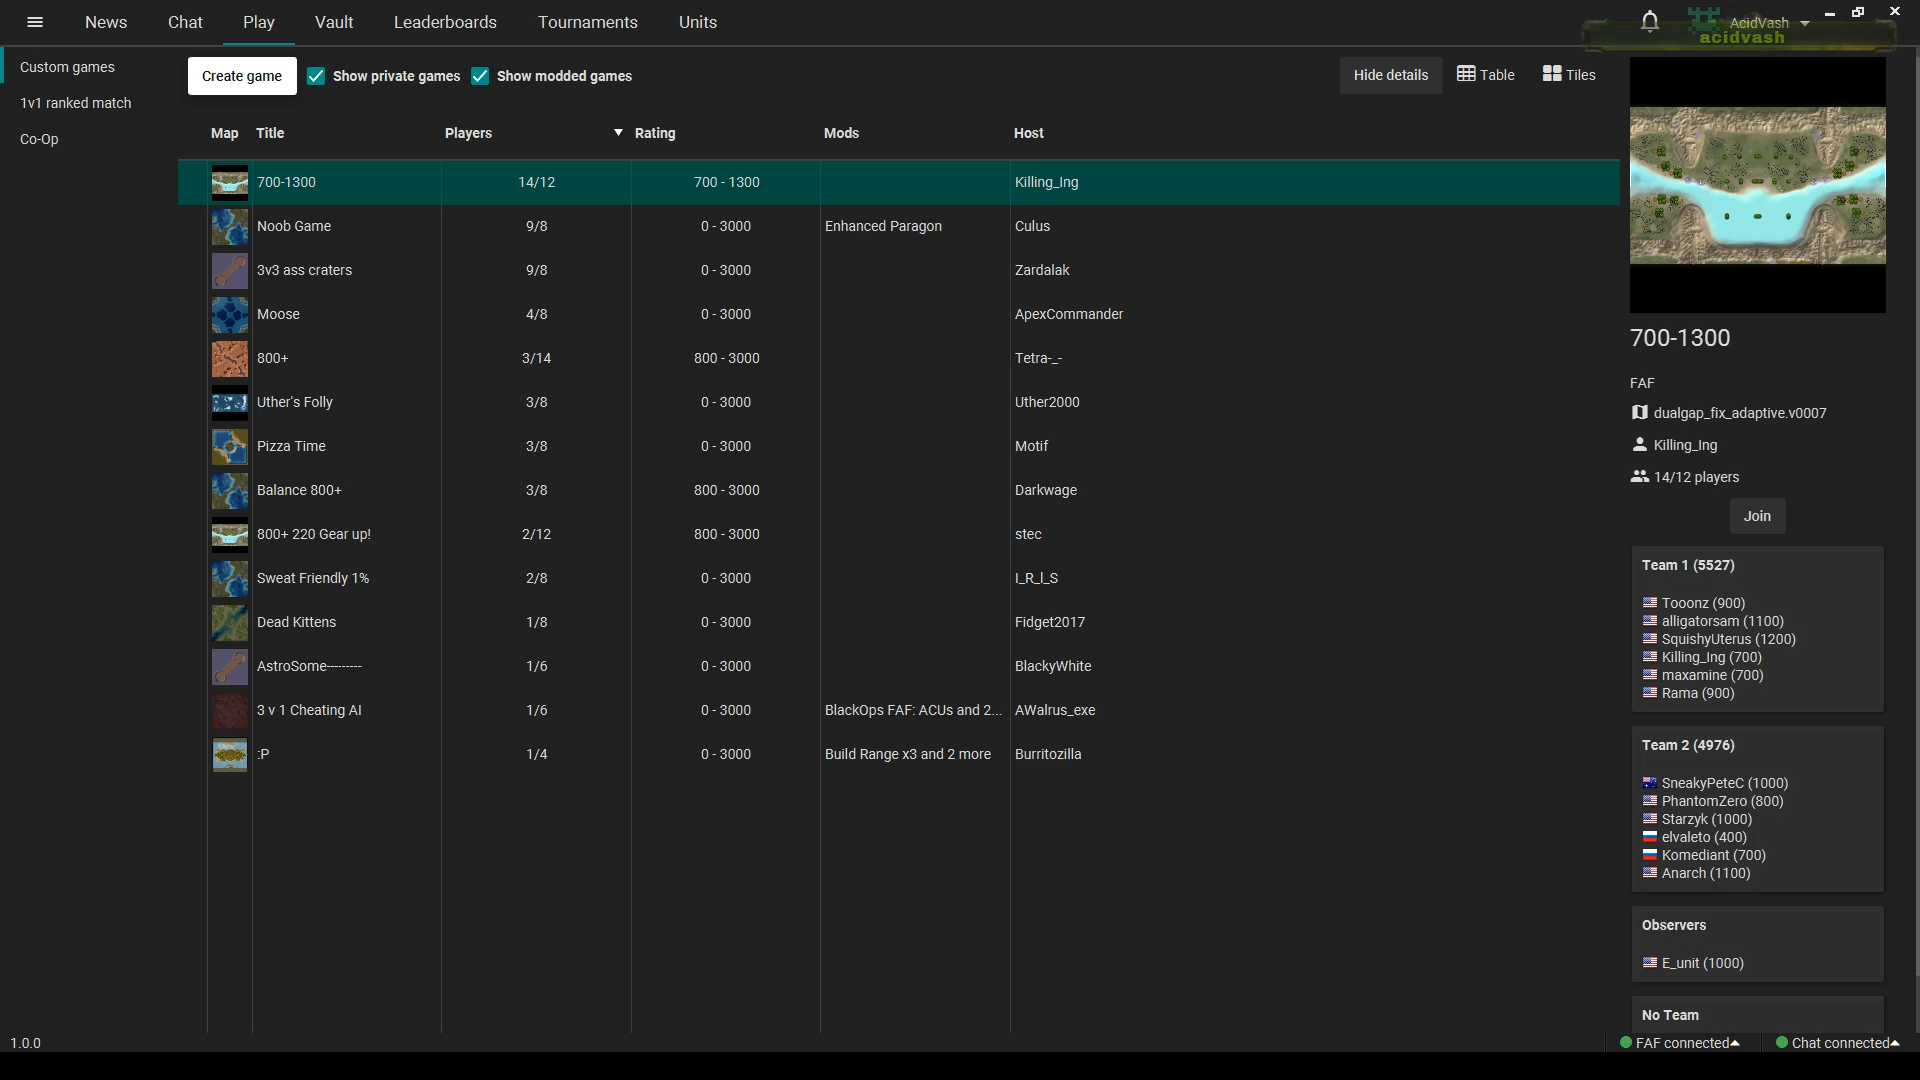 News Chat Play Vault Leaderboards Tournaments Units
AcidVash
acidvash
Custom games
1v1 ranked match
Co-Op
Create game Show private games Show modded games Hide details Table Tiles
Map Title Players Rating Mods Host
700-1300 14/12 700 - 1300 Killing_Ing
Noob Game 9/8 0 - 3000 Enhanced Paragon Culus
3v3 ass craters 9/8 0 - 3000 Zardalak
Moose 4/8 0 - 3000 ApexCommander
800+ 3/14 800 - 3000 Tetra-_-
Uther's Folly 3/8 0 - 3000 Uther2000
Pizza Time 3/8 0 - 3000 Motif
Balance 800+ 3/8 800 - 3000 Darkwage
800+ 220 Gear up! 2/12 800 - 3000 stec
Sweat Friendly 1% 2/8 0 - 3000 I_R_l_S
Dead Kittens 1/8 0 - 3000 Fidget2017
AstroSome--------- 1/6 0 - 3000 BlackyWhite
3 v 1 Cheating AI 1/6 0 - 3000 BlackOps FAF: ACUs and 2... AWalrus_exe
:P 1/4 0 - 3000 Build Range x3 and 2 more Burritozilla
700-1300
FAF
dualgap_fix_adaptive.v0007
Killing_Ing
14/12 players
Join
Team 1 (5527)
Tooonz (900)
alligatorsam (1100)
SquishyUterus (1200)
Killing_Ing (700)
maxamine (700)
Rama (900)
Team 2 (4976)
SneakyPeteC (1000)
PhantomZero (800)
Starzyk (1000)
elvaleto (400)
Komediant (700)
Anarch (1100)
Observers
E_unit (1000)
No Team
1.0.0 FAF connected Chat connected